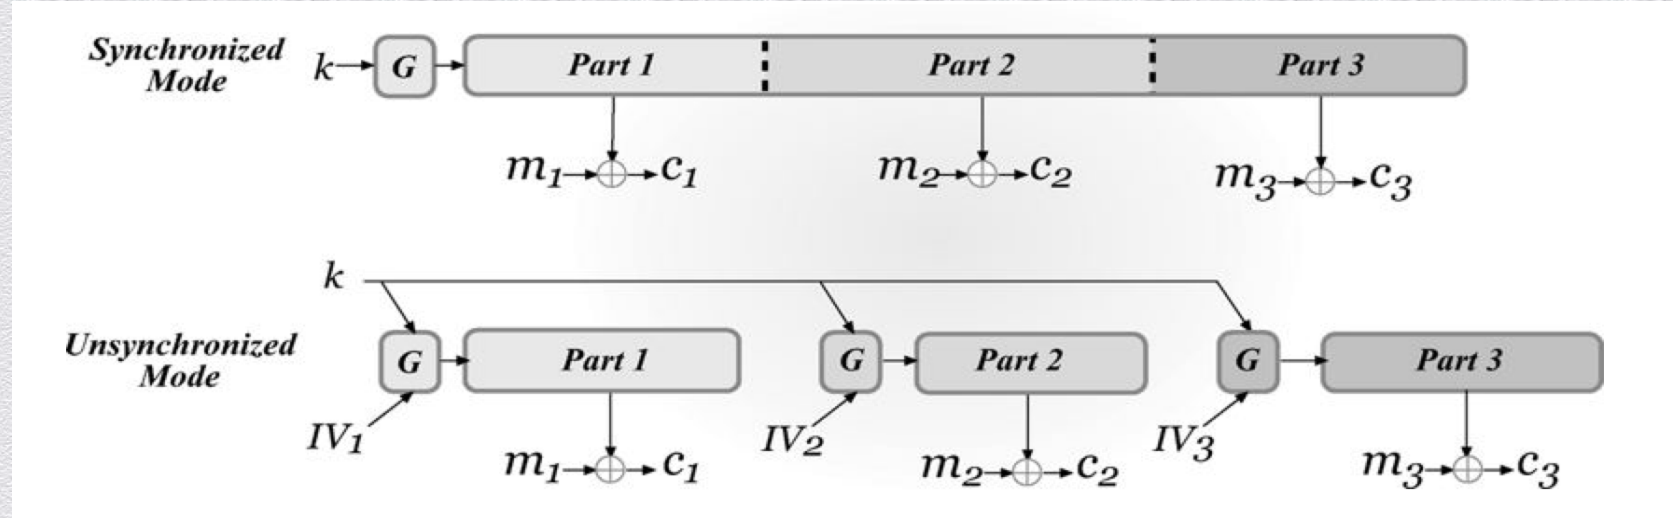 Synchronized
Mode
k G Part 1 Part 2 Part 3
m1 c1 m2 c2 m3 c3
k
Unsynchronized
Mode
G Part 1 G Part 2 G Part 3
IV1 IV2 IV3
m1 c1 m2 c2 m3 c3